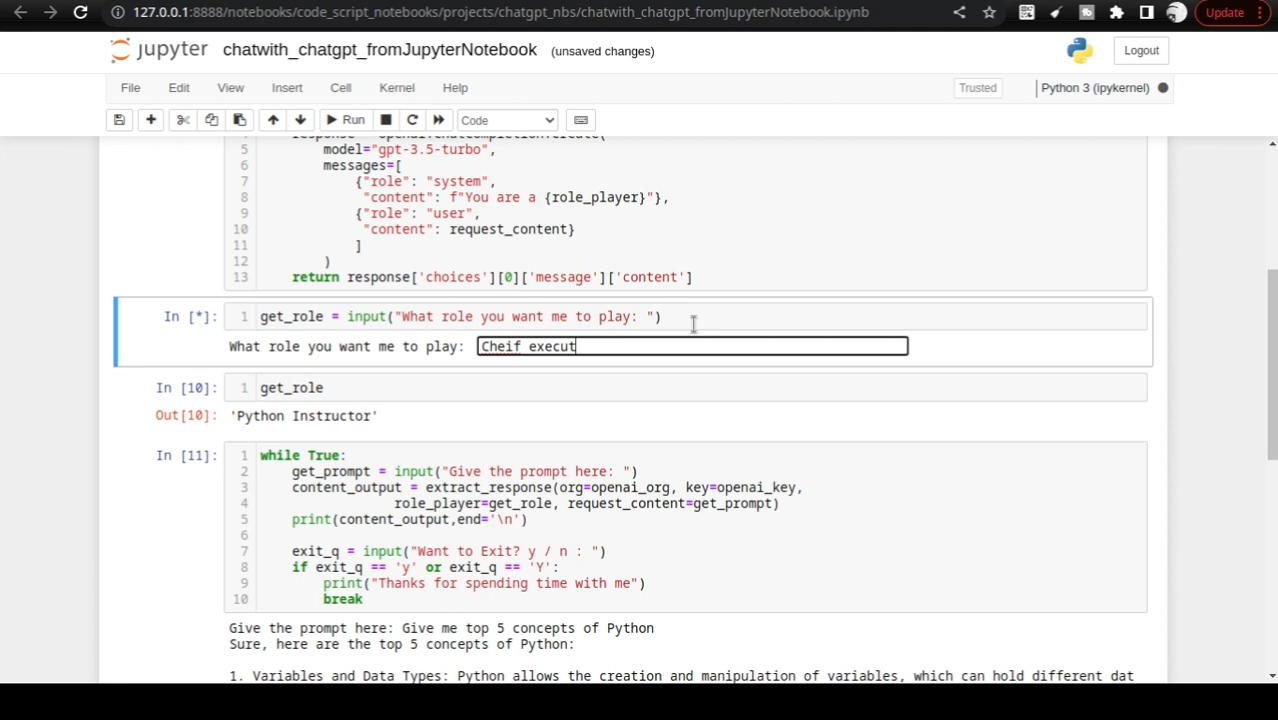 127.0.0.1:8888/notebooks/code_script_notebooks/projects/chatgpt_nbs/chatwith_chatgpt_fromJupyterNotebook.ipynb
Update
jupyter chatwith_chatgpt_fromJupyterNotebook (unsaved changes)
Logout
File Edit View Insert Cell Kernel Help
Trusted
Python 3 (ipykernel)
Run
Code
5 model="gpt-3.5-turbo",
6 messages=[
7 {"role": "system",
8 "content": f"You are a {role_player}"},
9 {"role": "user",
10 "content": request_content}
11 ]
12 )
13 return response['choices'][0]['message']['content']
In [*]: 1 get_role = input("What role you want me to play: ")
What role you want me to play: Cheif execut
In [10]: 1 get_role
Out[10]: 'Python Instructor'
In [11]: 1 while True:
2 get_prompt = input("Give the prompt here: ")
3 content_output = extract_response(org=openai_org, key=openai_key,
4 role_player=get_role, request_content=get_prompt)
5 print(content_output,end='\n')
6
7 exit_q = input("Want to Exit? y / n : ")
8 if exit_q == 'y' or exit_q == 'Y':
9 print("Thanks for spending time with me")
10 break
Give the prompt here: Give me top 5 concepts of Python
Sure, here are the top 5 concepts of Python:
1. Variables and Data Types: Python allows the creation and manipulation of variables, which can hold different dat